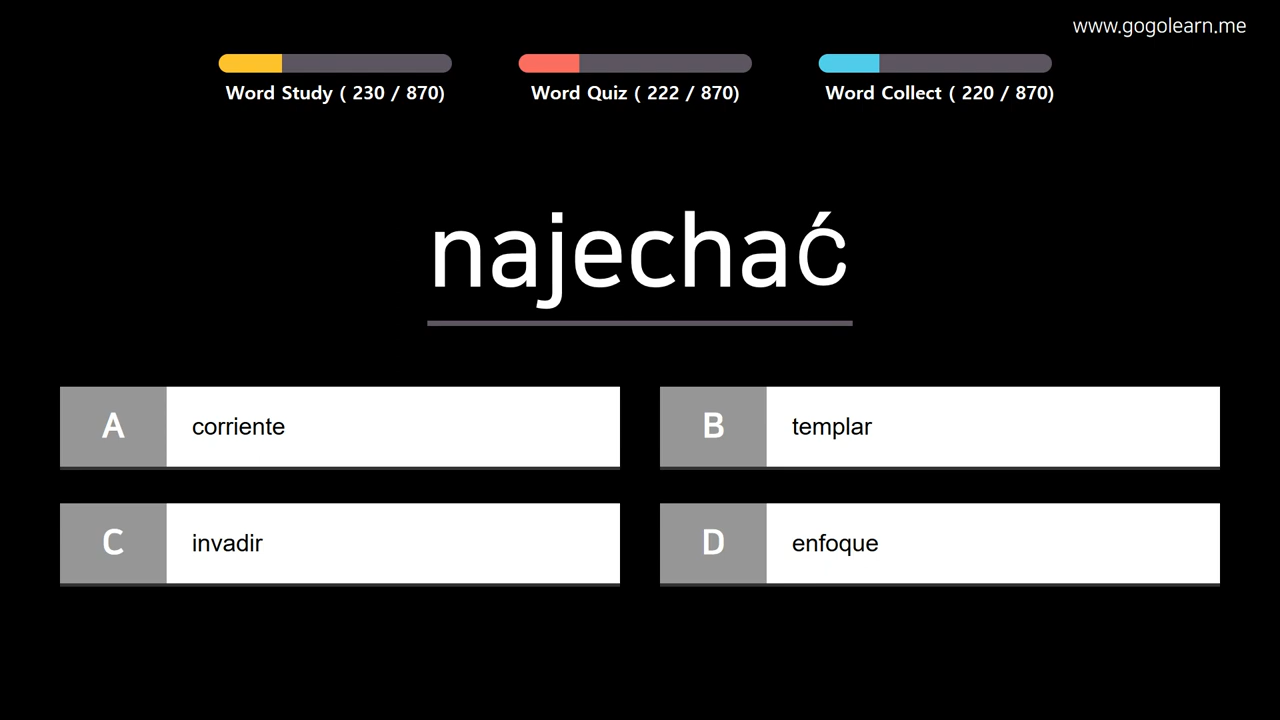 www.gogolearn.me
Word Study ( 230 / 870)
Word Quiz ( 222 / 870)
Word Collect ( 220 / 870)
najechać
A corriente
B templar
C invadir
D enfoque